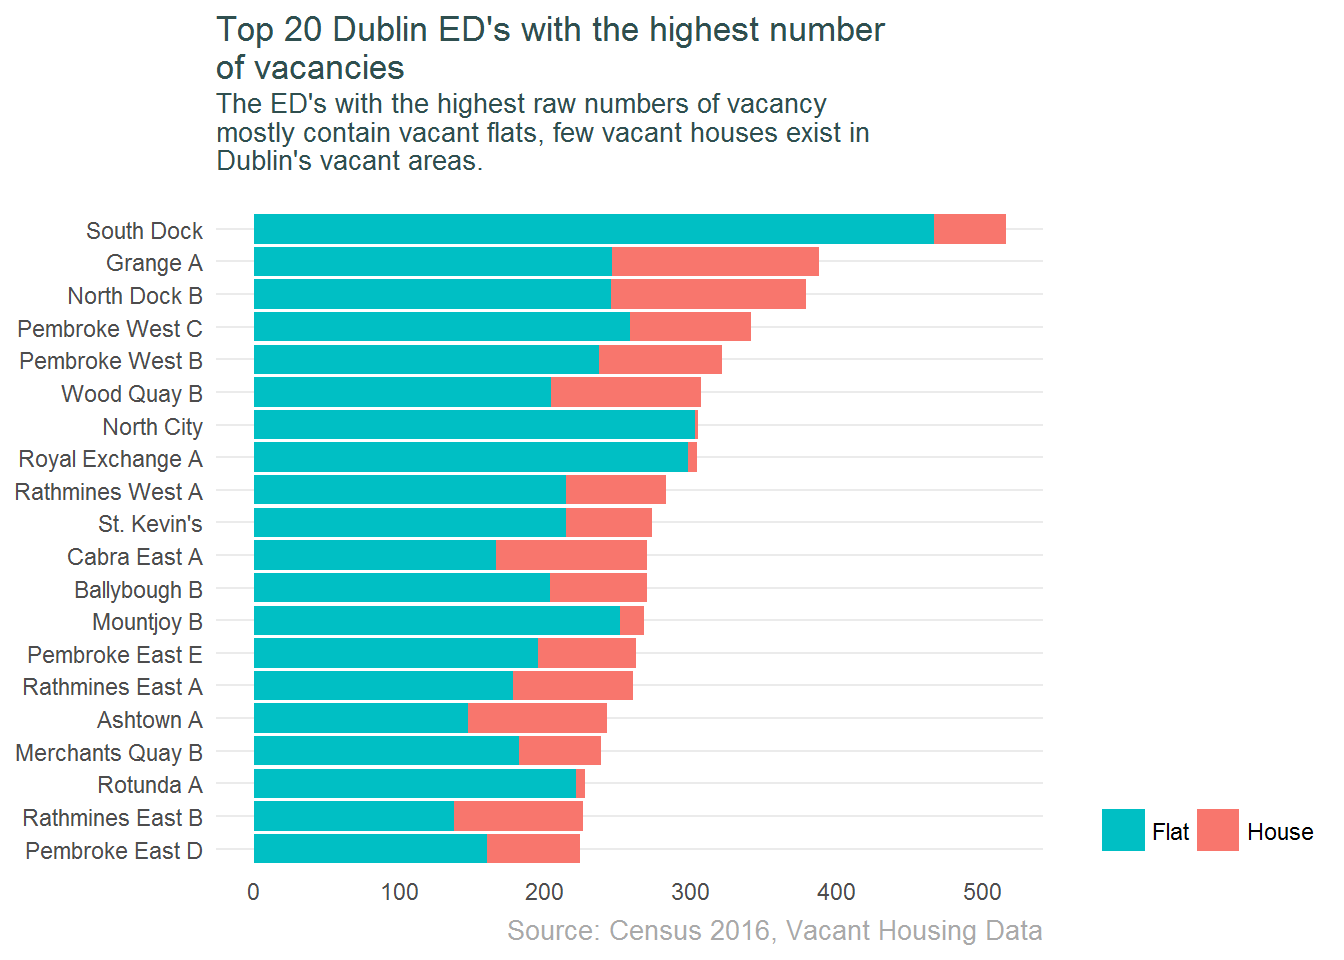 Top 20 Dublin ED's with the highest number
of vacancies
The ED's with the highest raw numbers of vacancy
mostly contain vacant flats, few vacant houses exist in
Dublin's vacant areas.
South Dock
Grange A
North Dock B
Pembroke West C
Pembroke West B
Wood Quay B
North City
Royal Exchange A
Rathmines West A
St. Kevin's
Cabra East A
Ballybough B
Mountjoy B
Pembroke East E
Rathmines East A
Ashtown A
Merchants Quay B
Rotunda A
Rathmines East B
Pembroke East D
Flat House
0 100 200 300 400 500
Source: Census 2016, Vacant Housing Data